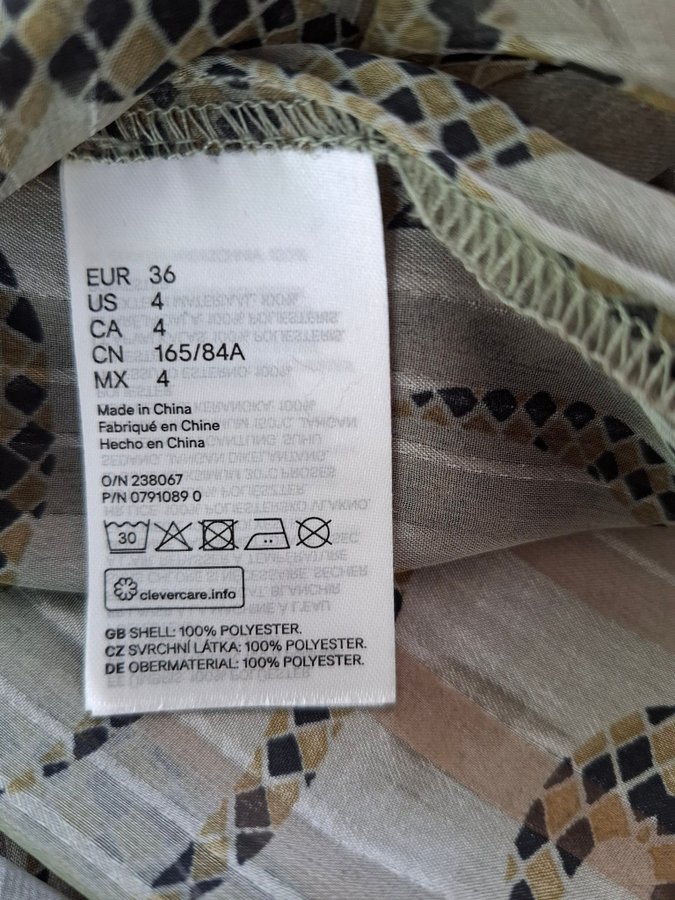 EUR 36
US 4
CA 4
CN 165/84A
MX 4
Made in China
Fabriqué en Chine
Hecho en China
O/N 238067
P/N 0791089 0
30
clevercare.info
GB SHELL: 100% POLYESTER.
CZ SVRCHNÍ LÁTKA: 100% POLYESTER.
DE OBERMATERIAL: 100% POLYESTER.